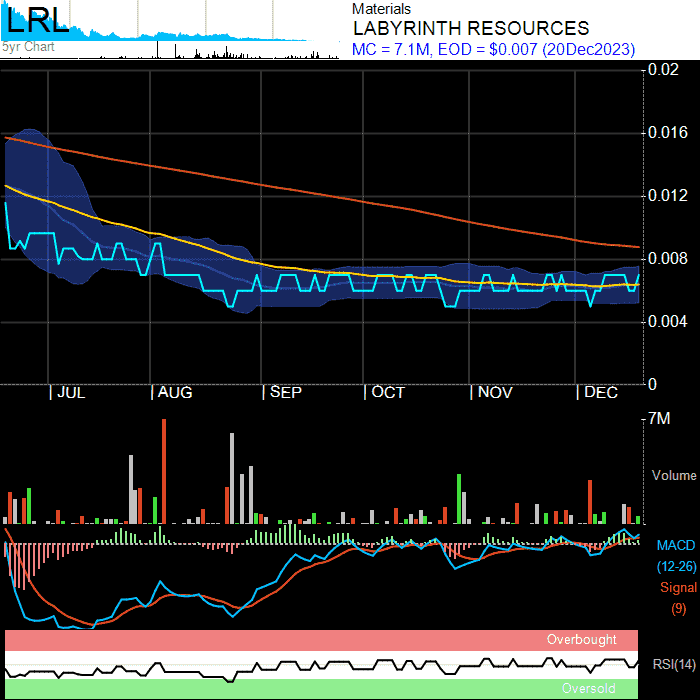 LRL
5yr Chart
Materials
LABYRINTH RESOURCES
MC = 7.1M, EOD = $0.007 (20Dec2023)
0.02
0.016
0.012
0.008
0.004
0
| JUL | AUG | SEP | OCT | NOV | DEC
7M
Volume
MACD
(12-26)
Signal
(9)
Overbought
RSI(14)
Oversold